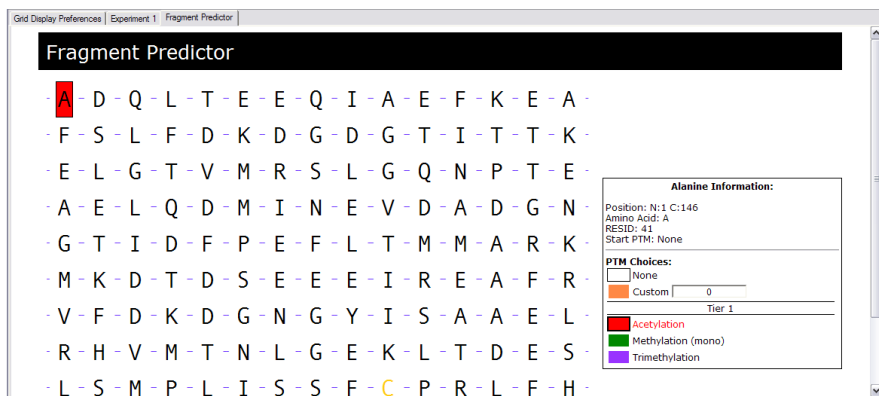 Grid Display Preferences Experiment 1 Fragment Predictor
Fragment Predictor
- A - D - Q - L - T - E - E - Q - I - A - E - F - K - E - A -
- F - S - L - F - D - K - D - G - D - G - T - I - T - T - K -
- E - L - G - T - V - M - R - S - L - G - Q - N - P - T - E -
- A - E - L - Q - D - M - I - N - E - V - D - A - D - G - N -
- G - T - I - D - F - P - E - F - L - T - M - M - A - R - K -
- M - K - D - T - D - S - E - E - E - I - R - E - A - F - R -
- V - F - D - K - D - G - N - G - Y - I - S - A - A - E - L -
- R - H - V - M - T - N - L - G - E - K - L - T - D - E - S -
- L - S - M - P - L - I - S - S - F - C - P - R - L - F - H -
Alanine Information:
Position: N:1 C:146
Amino Acid: A
RESID: 41
Start PTM: None
PTM Choices:
None
Custom 0
Tier 1
Acetylation
Methylation (mono)
Trimethylation